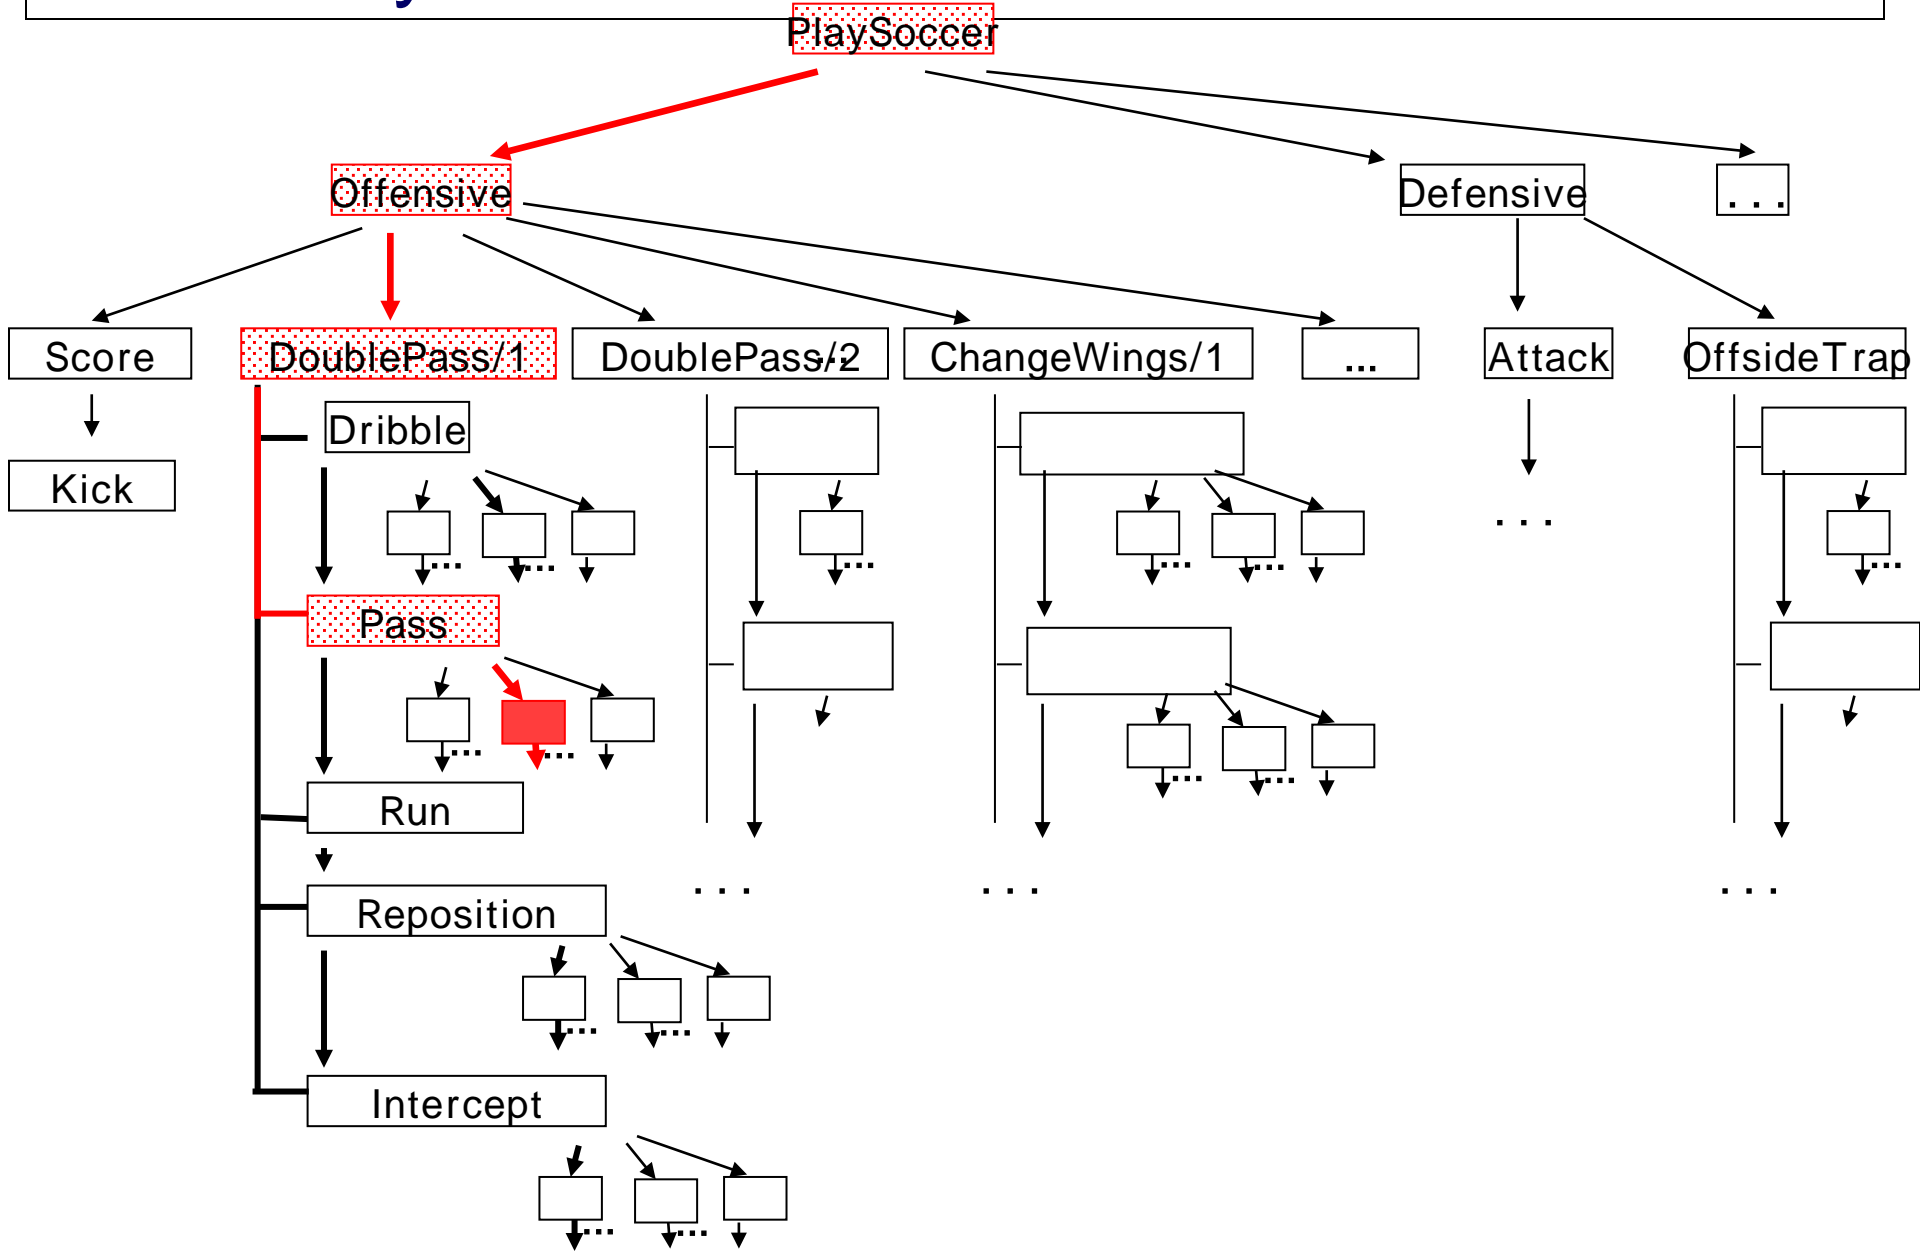 PlaySoccer
Offensive
Defensive
. . .
Score
DoublePass/1
DoublePass/2
...
ChangeWings/1
...
Attack
OffsideTrap
Dribble
Kick
...
...
...
...
...
. . .
...
Pass
...
...
...
...
Run
. . .
. . .
. . .
Reposition
...
...
Intercept
...
...